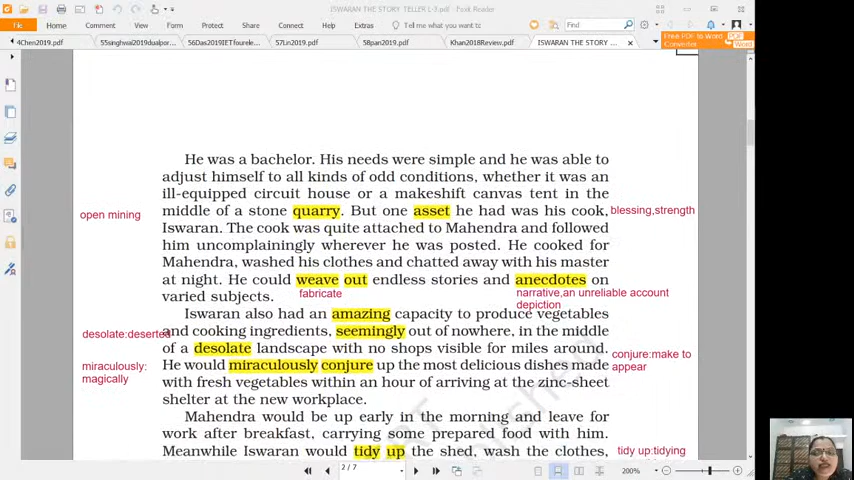 ISWARAN THE STORY TELLER L-3.pdf - Foxit Reader
File Home Comment View Form Protect Share Connect Help Extras Tell me what you want to do... Find
4Chen2019.pdf 55singhwai2019dualpor... 56Das2019IETfourele... 57Lin2019.pdf 58pan2019.pdf Khan2018Review.pdf ISWARAN THE STORY ... Free PDF to Word
Converter
He was a bachelor. His needs were simple and he was able to
adjust himself to all kinds of odd conditions, whether it was an
ill-equipped circuit house or a makeshift canvas tent in the
open mining middle of a stone quarry. But one asset he had was his cook, blessing,strength
Iswaran. The cook was quite attached to Mahendra and followed
him uncomplainingly wherever he was posted. He cooked for
Mahendra, washed his clothes and chatted away with his master
at night. He could weave out endless stories and anecdotes on
varied subjects. fabricate narrative,an unreliable account
depiction
Iswaran also had an amazing capacity to produce vegetables
desolate:deserted and cooking ingredients, seemingly out of nowhere, in the middle
of a desolate landscape with no shops visible for miles around. conjure:make to
appear
miraculously:
magically
He would miraculously conjure up the most delicious dishes made
with fresh vegetables within an hour of arriving at the zinc-sheet
shelter at the new workplace.
Mahendra would be up early in the morning and leave for
work after breakfast, carrying some prepared food with him.
Meanwhile Iswaran would tidy up the shed, wash the clothes, tidy up:tidying
2 / 7 200%